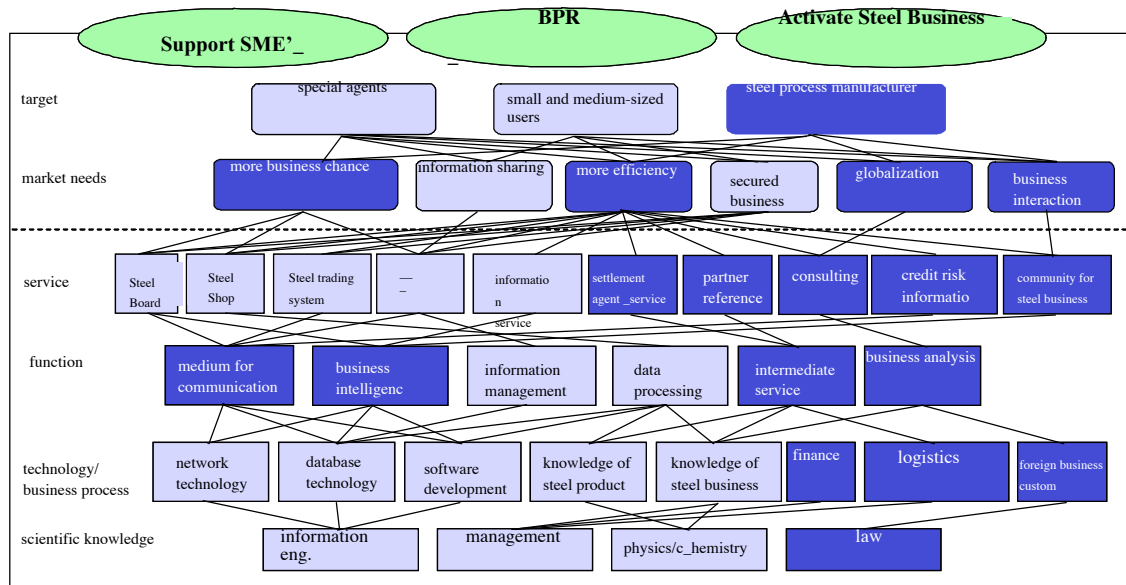 Support SME'_
BPR
_
Activate Steel Business
target
special agents
small and medium-sized
users
steel process manufacturer
market needs
more business chance
information sharing
more efficiency
secured
business
globalization
business
interaction
service
Steel
Board
Steel
Shop
Steel trading
system
—
_
informatio
n
service
settlement
agent _service
partner
reference
consulting
credit risk
informatio
community for
steel business
function
medium for
communication
business
intelligenc
information
management
data
processing
intermediate
service
business analysis
technology/
business process
network
technology
database
technology
software
development
knowledge of
steel product
knowledge of
steel business
finance
logistics
foreign business
custom
scientific knowledge
information
eng.
management
physics/c_hemistry
law